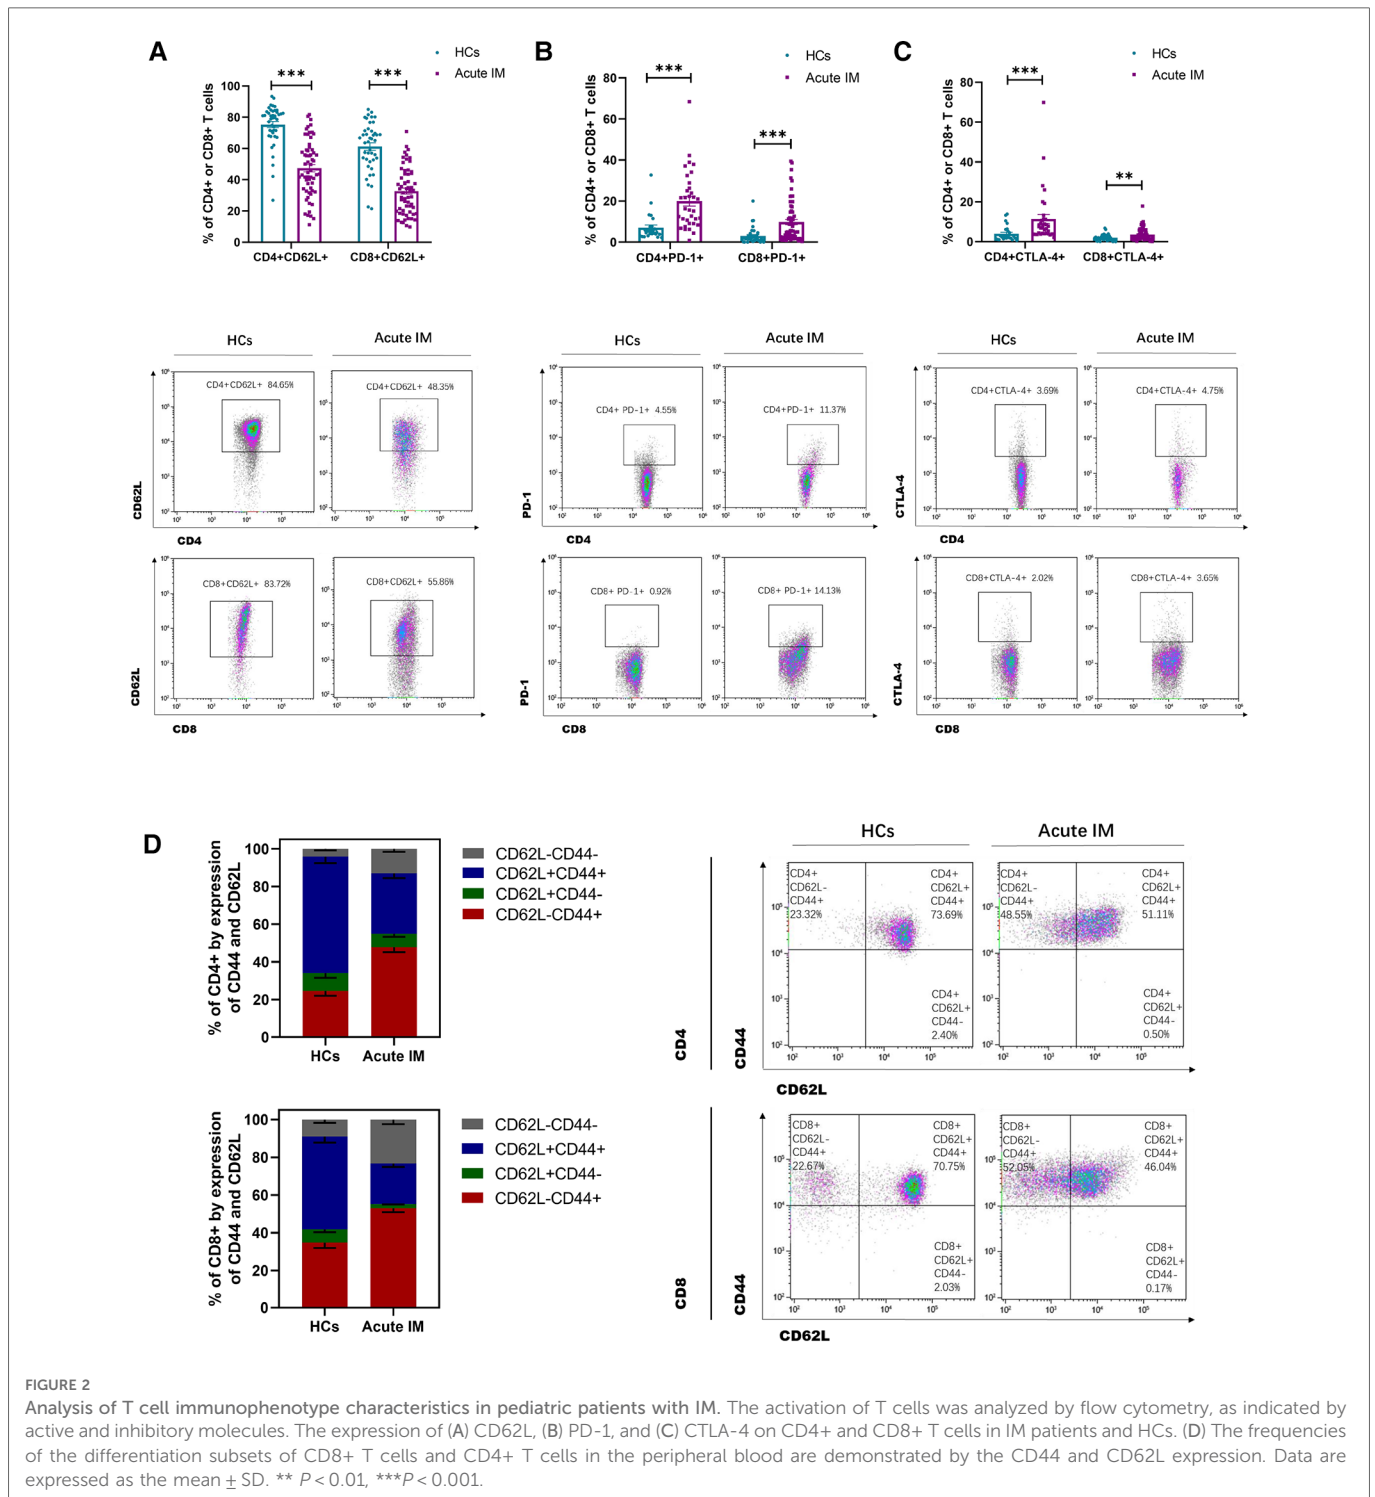 A
HCs
Acute IM
% of CD4+ or CD8+ T cells
100
80
60
40
20
0
***
***
CD4+CD62L+
CD8+CD62L+
B
HCs
Acute IM
% of CD4+ or CD8+ T cells
80
60
40
20
0
***
***
CD4+PD-1+
CD8+PD-1+
C
HCs
Acute IM
% of CD4+ or CD8+ T cells
80
60
40
20
0
***
**
CD4+CTLA-4+
CD8+CTLA-4+
HCs
Acute IM
CD4+CD62L+ 84.65%
CD4+CD62L+ 48.35%
CD62L
CD4
CD8+CD62L+ 83.72%
CD8+CD62L+ 55.86%
CD62L
CD8
HCs
Acute IM
CD4+ PD-1+ 4.55%
CD4+PD-1+ 11.37%
PD-1
CD4
CD8+ PD-1+ 0.92%
CD8+ PD-1+ 14.13%
PD-1
CD8
HCs
Acute IM
CD4+CTLA-4+ 3.69%
CD4+CTLA-4+ 4.75%
CTLA-4
CD4
CD8+CTLA-4+ 2.02%
CD8+CTLA-4+ 3.65%
CTLA-4
CD8
D
% of CD4+ by expression
of CD44 and CD62L
100
80
60
40
20
0
HCs
Acute IM
CD62L-CD44-
CD62L+CD44+
CD62L+CD44-
CD62L-CD44+
% of CD8+ by expression
of CD44 and CD62L
100
80
60
40
20
0
HCs
Acute IM
CD62L-CD44-
CD62L+CD44+
CD62L+CD44-
CD62L-CD44+
HCs
Acute IM
CD4
CD44
CD4+
CD62L-
CD44+
23.32%
CD4+
CD62L+
CD44+
73.69%
CD4+
CD62L+
CD44-
2.40%
CD4+
CD62L-
CD44+
48.55%
CD4+
CD62L+
CD44+
51.11%
CD4+
CD62L+
CD44-
0.50%
CD62L
CD8
CD44
CD8+
CD62L-
CD44+
22.67%
CD8+
CD62L+
CD44+
70.75%
CD8+
CD62L+
CD44-
2.03%
CD8+
CD62L-
CD44+
52.05%
CD8+
CD62L+
CD44+
46.04%
CD8+
CD62L+
CD44-
0.17%
CD62L
FIGURE 2
Analysis of T cell immunophenotype characteristics in pediatric patients with IM. The activation of T cells was analyzed by flow cytometry, as indicated by
active and inhibitory molecules. The expression of (A) CD62L, (B) PD-1, and (C) CTLA-4 on CD4+ and CD8+ T cells in IM patients and HCs. (D) The frequencies
of the differentiation subsets of CD8+ T cells and CD4+ T cells in the peripheral blood are demonstrated by the CD44 and CD62L expression. Data are
expressed as the mean ± SD. ** P < 0.01, ***P < 0.001.